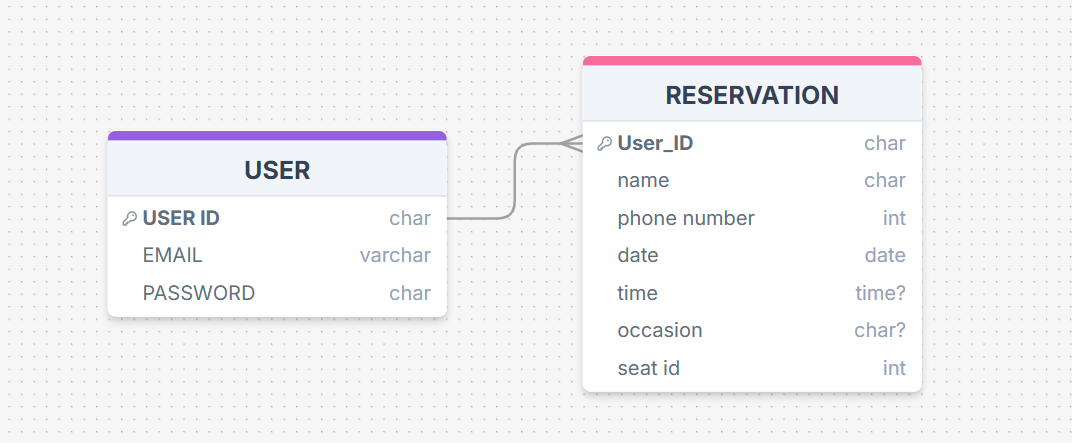 USER
USER ID char
EMAIL varchar
PASSWORD char
RESERVATION
User_ID char
name char
phone number int
date date
time time?
occasion char?
seat id int